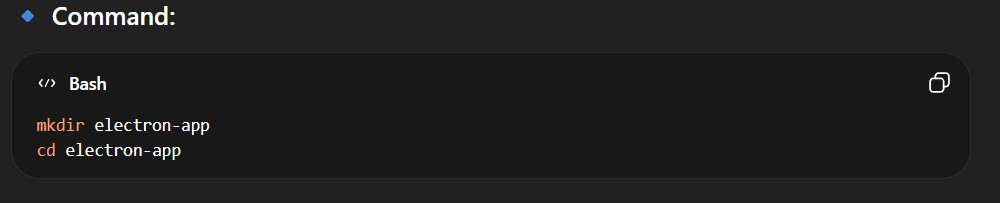 Command:
Bash
mkdir electron-app
cd electron-app